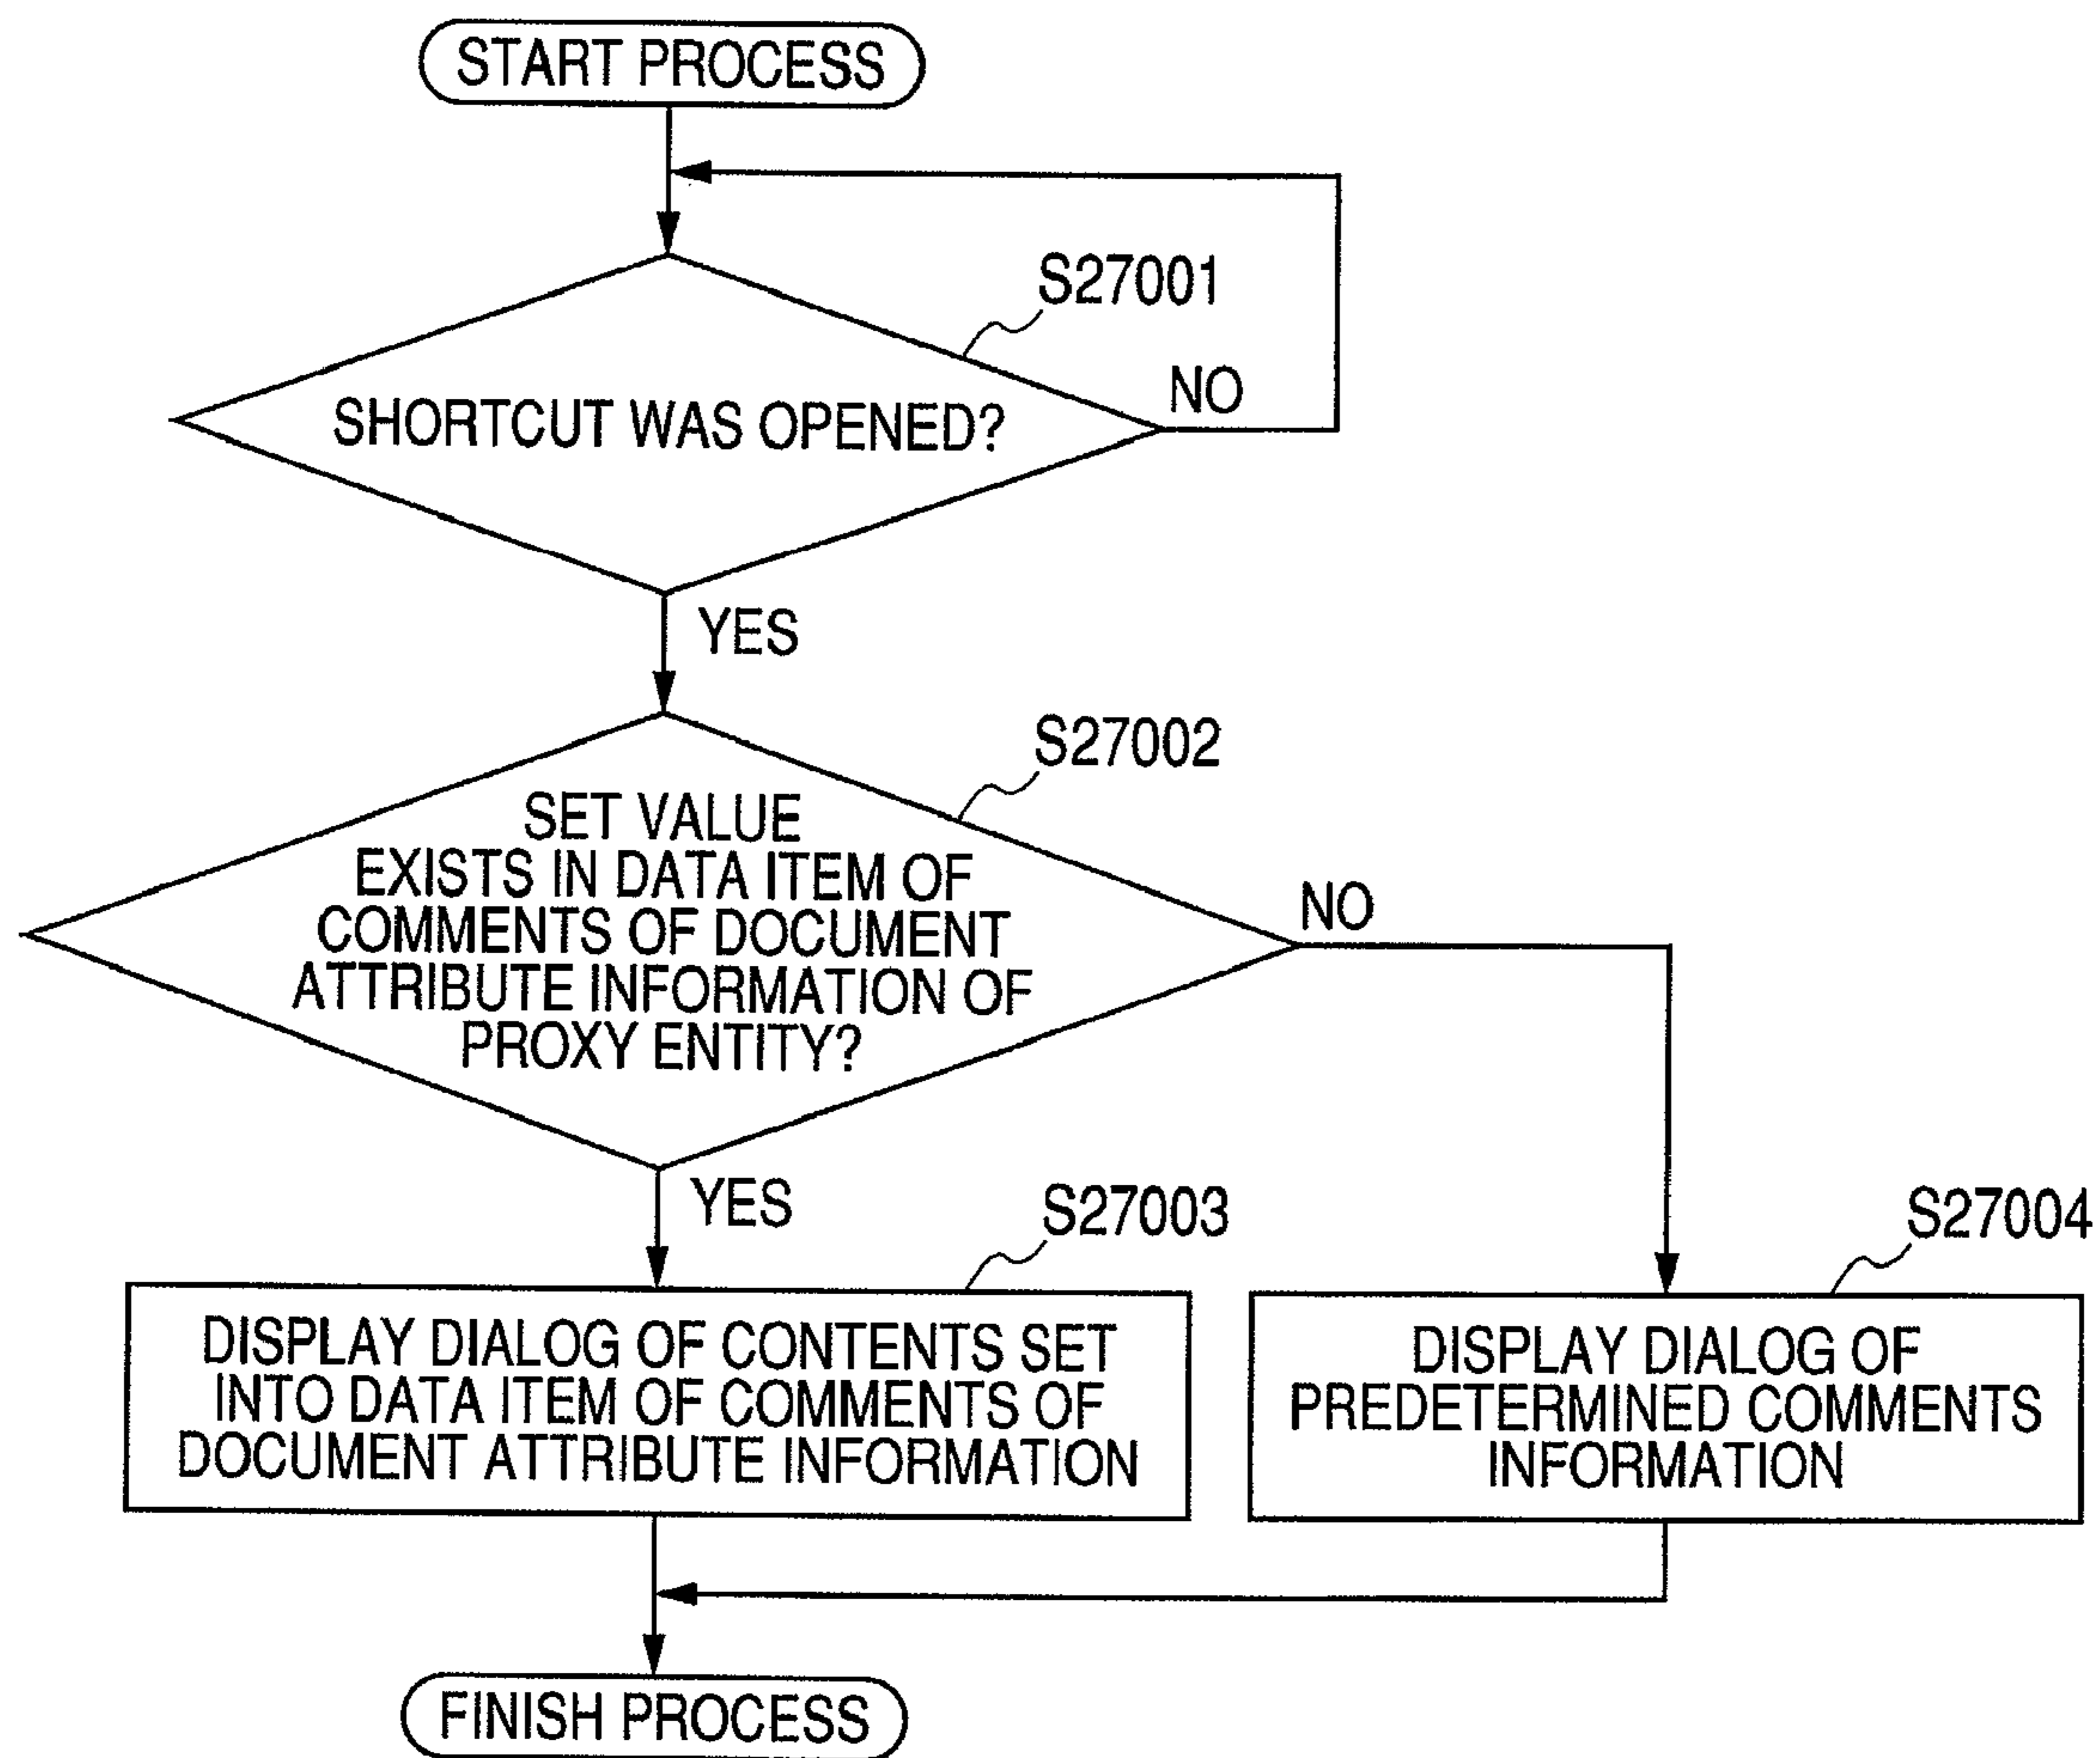 START PROCESS
S27001
SHORTCUT WAS OPENED?
NO
YES
S27002
SET VALUE
EXISTS IN DATA ITEM OF
COMMENTS OF DOCUMENT
ATTRIBUTE INFORMATION OF
PROXY ENTITY?
NO
YES
S27003
DISPLAY DIALOG OF CONTENTS SET
INTO DATA ITEM OF COMMENTS OF
DOCUMENT ATTRIBUTE INFORMATION
S27004
DISPLAY DIALOG OF
PREDETERMINED COMMENTS
INFORMATION
FINISH PROCESS